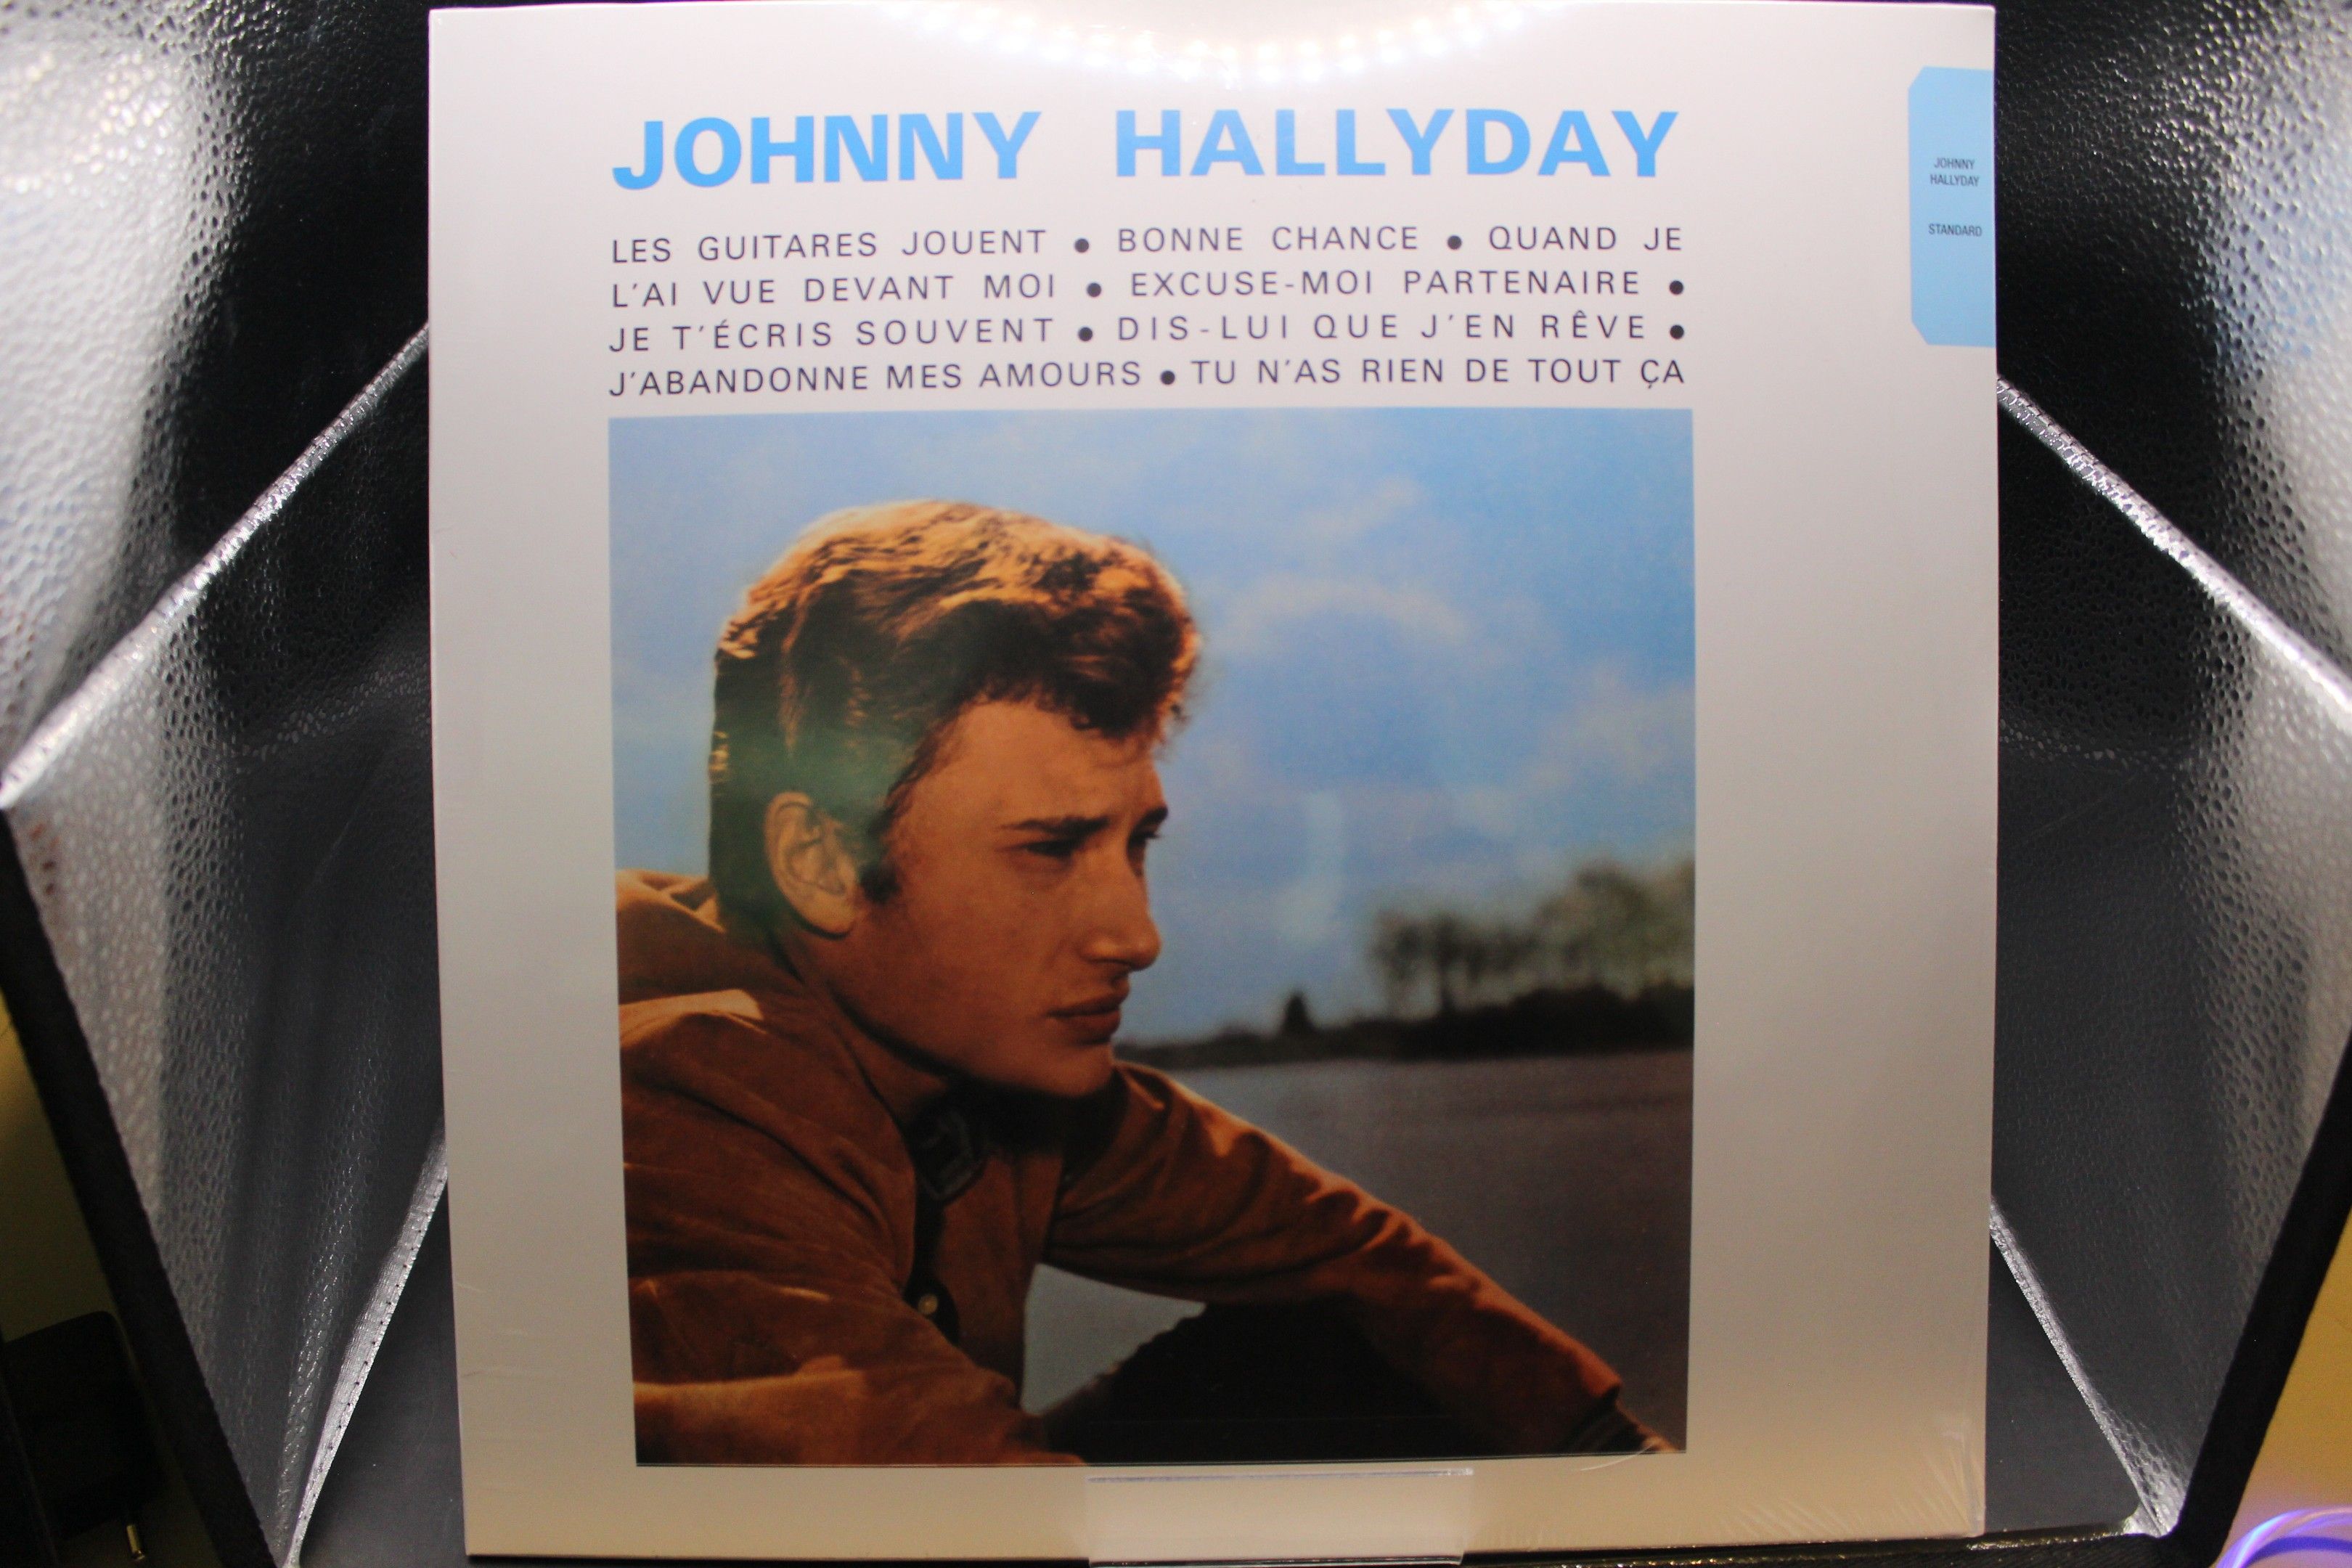 JOHNNY HALLYDAY
LES GUITARES JOUENT ● BONNE CHANCE ● QUAND JE
L'AI VUE DEVANT MOI ● EXCUSE-MOI PARTENAIRE ●
JE T'ÉCRIS SOUVENT ● DIS-LUI QUE J'EN RÊVE ●
J'ABANDONNE MES AMOURS ● TU N'AS RIEN DE TOUT ÇA
JOHNNY
HALLYDAY
STANDARD